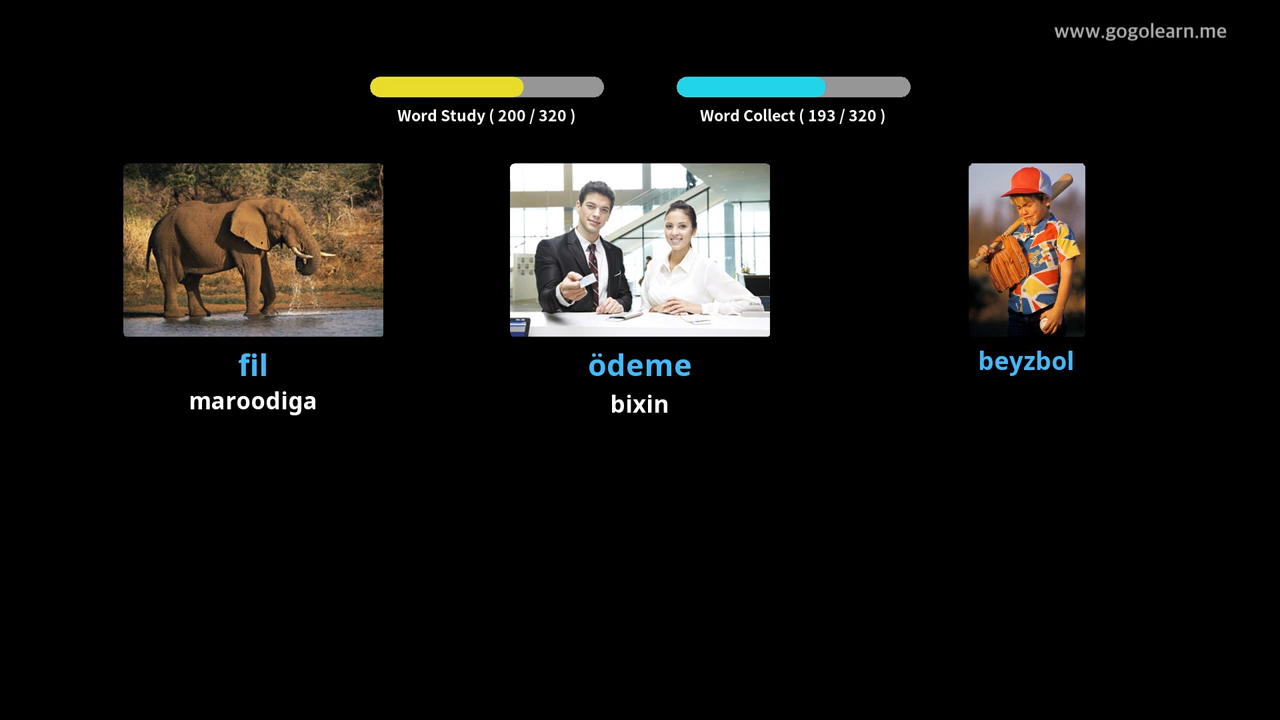 www.gogolearn.me
Word Study ( 200 / 320 )
Word Collect ( 193 / 320 )
fil
maroodiga
ödeme
bixin
beyzbol